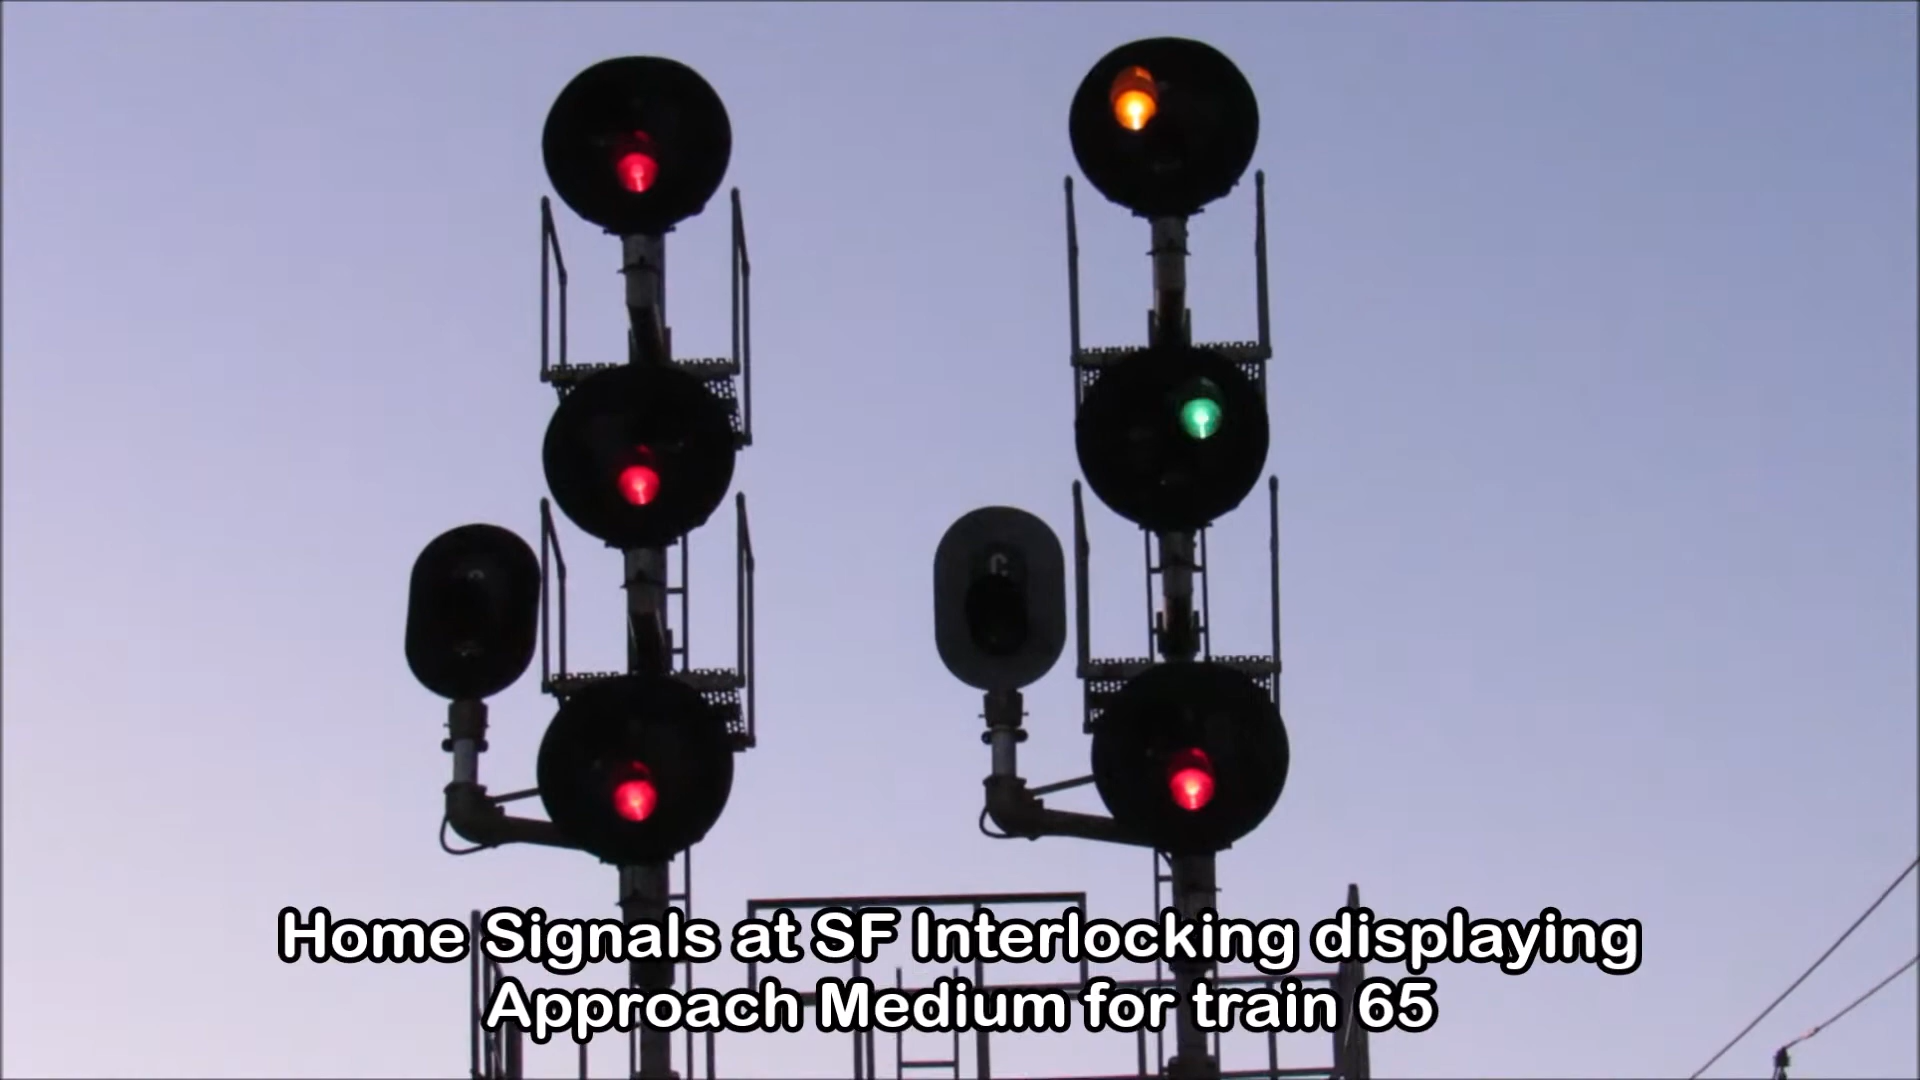 Home Signals at SF Interlocking displaying
Approach Medium for train 65